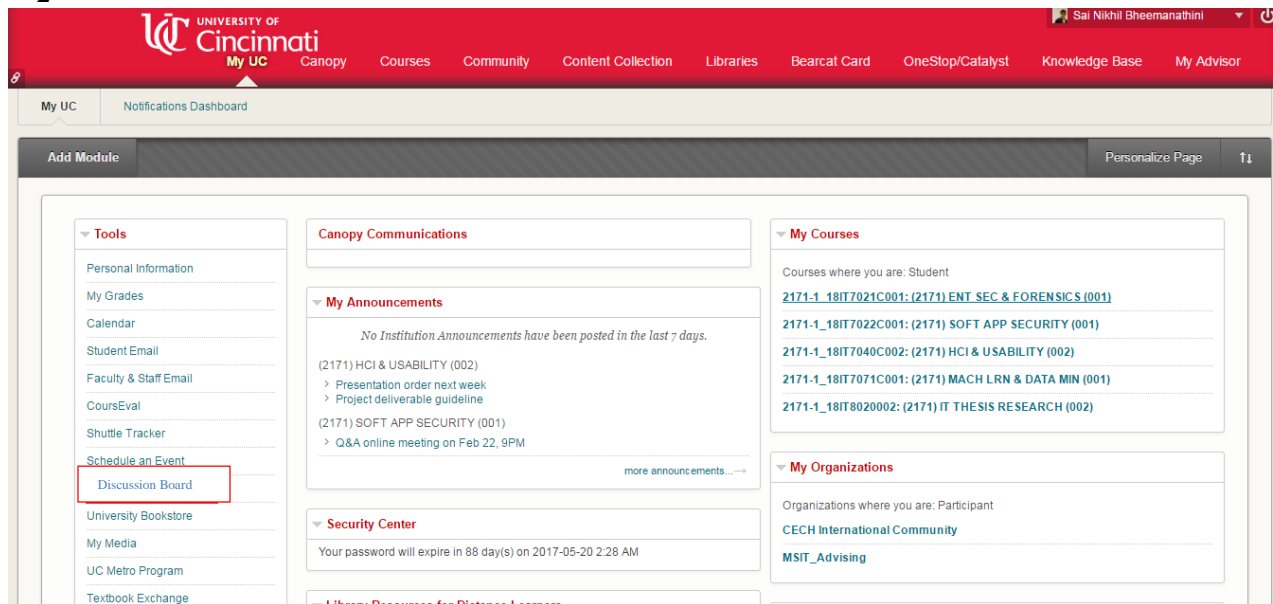 UNIVERSITY OF
Cincinnati
Sai Nikhil Bheemanathini
My UC Canopy Courses Community Content Collection Libraries Bearcat Card OneStop/Catalyst Knowledge Base My Advisor
My UC Notifications Dashboard
Add Module
Personalize Page
Tools
Personal Information
My Grades
Calendar
Student Email
Faculty & Staff Email
CoursEval
Shuttle Tracker
Schedule an Event
Discussion Board
University Bookstore
My Media
UC Metro Program
Textbook Exchange
Canopy Communications
My Announcements
No Institution Announcements have been posted in the last 7 days.
(2171) HCI & USABILITY (002)
Presentation order next week
Project deliverable guideline
(2171) SOFT APP SECURITY (001)
Q&A online meeting on Feb 22, 9PM
more announcements...→
Security Center
Your password will expire in 88 day(s) on 2017-05-20 2:28 AM
Library Resources for Distance Learners
My Courses
Courses where you are: Student
2171-1_18IT7021C001: (2171) ENT SEC & FORENSICS (001)
2171-1_18IT7022C001: (2171) SOFT APP SECURITY (001)
2171-1_18IT7040C002: (2171) HCI & USABILITY (002)
2171-1_18IT7071C001: (2171) MACH LRN & DATA MIN (001)
2171-1_18IT8020002: (2171) IT THESIS RESEARCH (002)
My Organizations
Organizations where you are: Participant
CECH International Community
MSIT_Advising